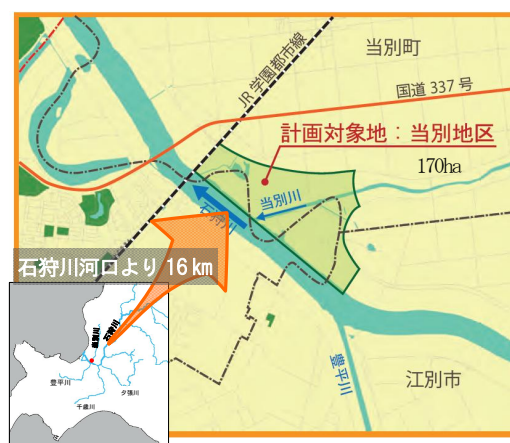 当別町
JR 学園都市線
国道 337 号
計画対象地：当別地区
170ha
当別川
石狩川
石狩川河口より 16 km
豊平川
江別市
石狩川
豊平川
夕張川
千歳川